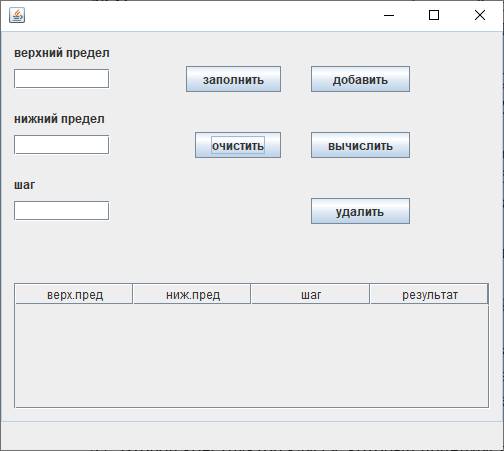 верхний предел
заполнить добавить
нижний предел
очистить вычислить
шаг
удалить
верх.пред ниж.пред шаг результат